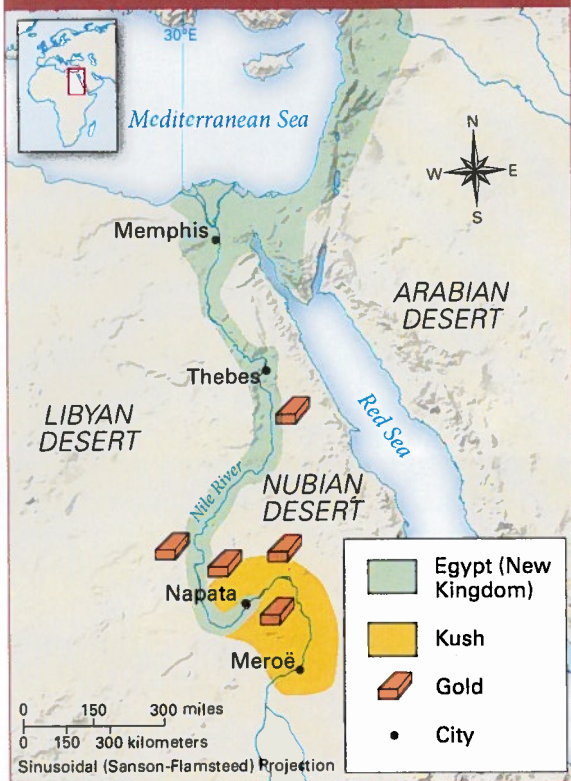 30°E
Mediterranean Sea
N
W
E
S
Memphis
ARABIAN
DESERT
Thebes
Red Sea
LIBYAN
DESERT
Nile River
NUBIAN
DESERT
Napata
Meroë
Egypt (New
Kingdom)
Kush
Gold
City
0 150 300 miles
0 150 300 kilometers
Sinusoidal (Sanson-Flamsteed) Projection